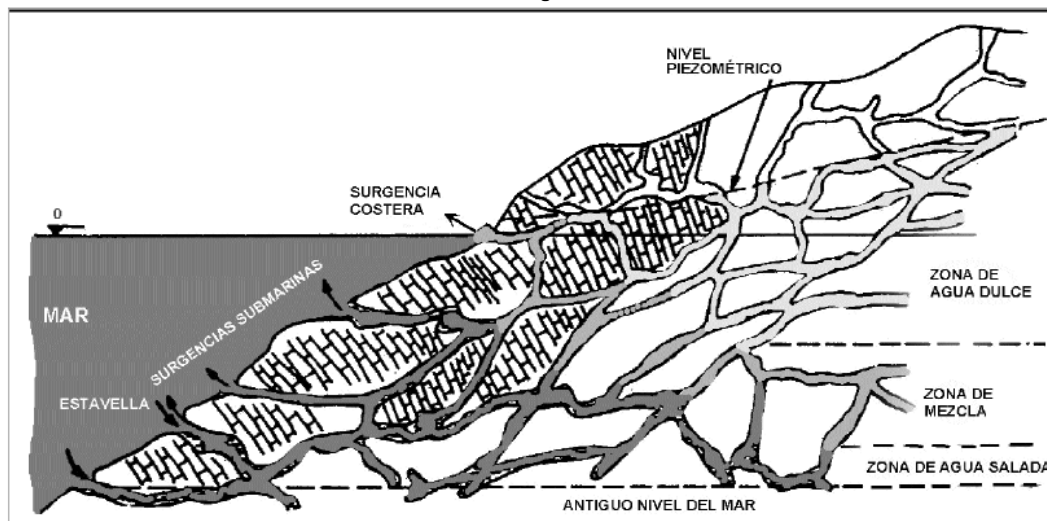 NIVEL
PIEZOMÉTRICO
SURGENCIA
COSTERA
0
MAR
SURGENCIAS SUBMARINAS
ESTAVELLA
ZONA DE
AGUA DULCE
ZONA DE
MEZCLA
ZONA DE AGUA SALADA
ANTIGUO NIVEL DEL MAR